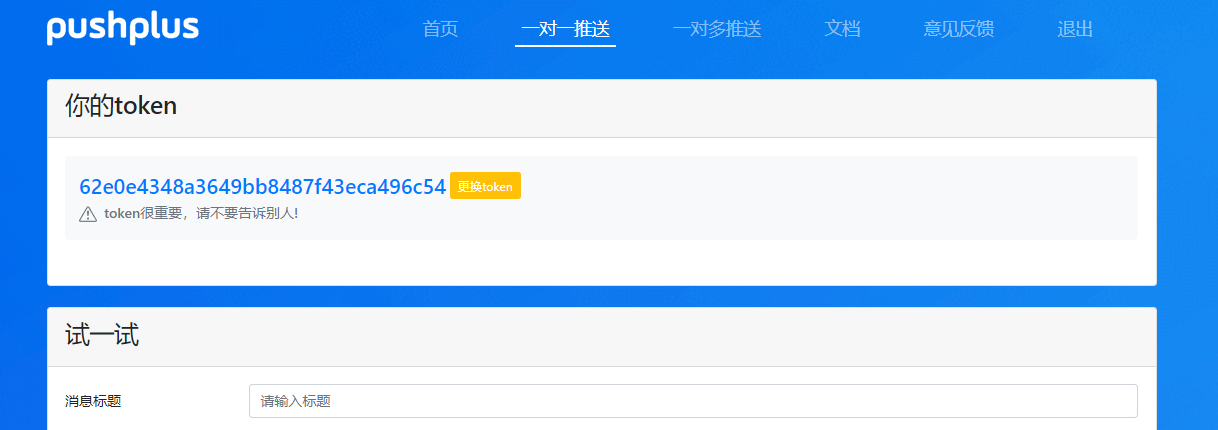 pushplus 首页 一对一推送 一对多推送 文档 意见反馈 退出
你的token
62e0e4348a3649bb8487f43eca496c54 更换token
token很重要，请不要告诉别人!
试一试
消息标题 请输入标题